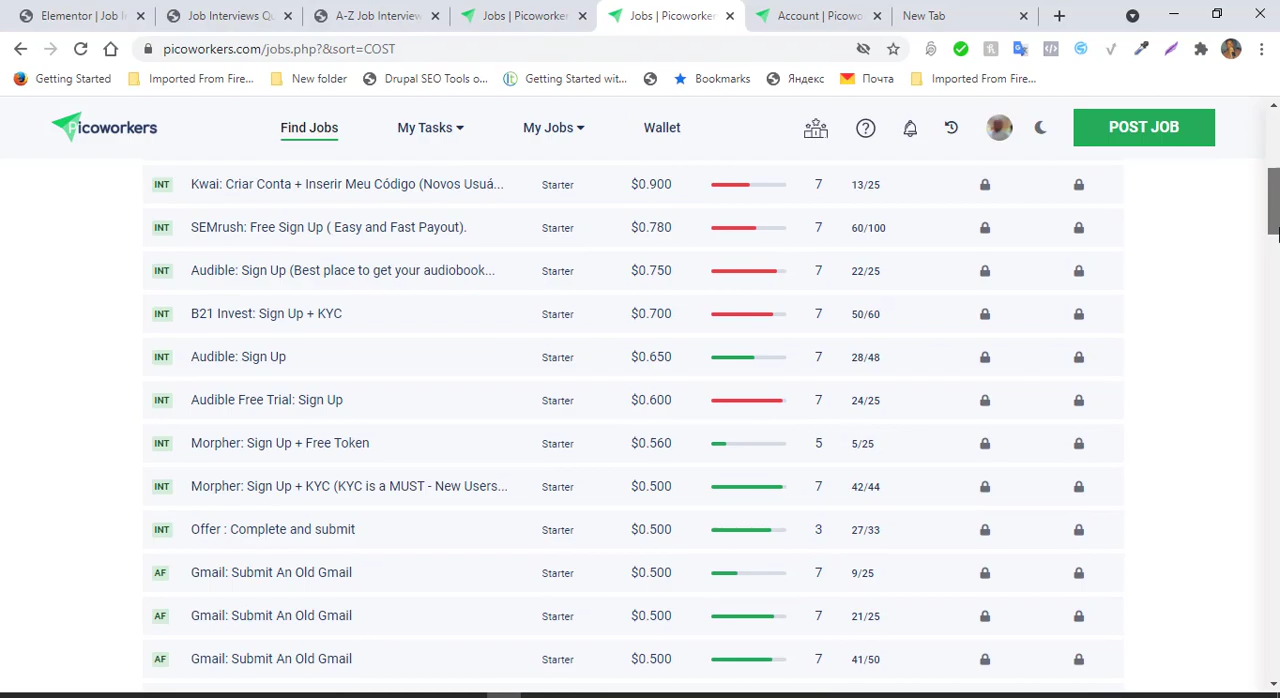 Elementor | Job In
Job Interviews Qu
A-Z Job Interview
Jobs | Picoworker
Jobs | Picoworker
Account | Picowo
New Tab
picoworkers.com/jobs.php?&sort=COST
Getting Started
Imported From Fire...
New folder
Drupal SEO Tools o...
Getting Started wit...
Bookmarks
Яндекс
Почта
Imported From Fire...
Picoworkers
Find Jobs
My Tasks
My Jobs
Wallet
POST JOB
INT Kwai: Criar Conta + Inserir Meu Código (Novos Usuá... Starter $0.900 7 13/25
INT SEMrush: Free Sign Up ( Easy and Fast Payout). Starter $0.780 7 60/100
INT Audible: Sign Up (Best place to get your audiobook... Starter $0.750 7 22/25
INT B21 Invest: Sign Up + KYC Starter $0.700 7 50/60
INT Audible: Sign Up Starter $0.650 7 28/48
INT Audible Free Trial: Sign Up Starter $0.600 7 24/25
INT Morpher: Sign Up + Free Token Starter $0.560 5 5/25
INT Morpher: Sign Up + KYC (KYC is a MUST - New Users... Starter $0.500 7 42/44
INT Offer : Complete and submit Starter $0.500 3 27/33
AF Gmail: Submit An Old Gmail Starter $0.500 7 9/25
AF Gmail: Submit An Old Gmail Starter $0.500 7 21/25
AF Gmail: Submit An Old Gmail Starter $0.500 7 41/50